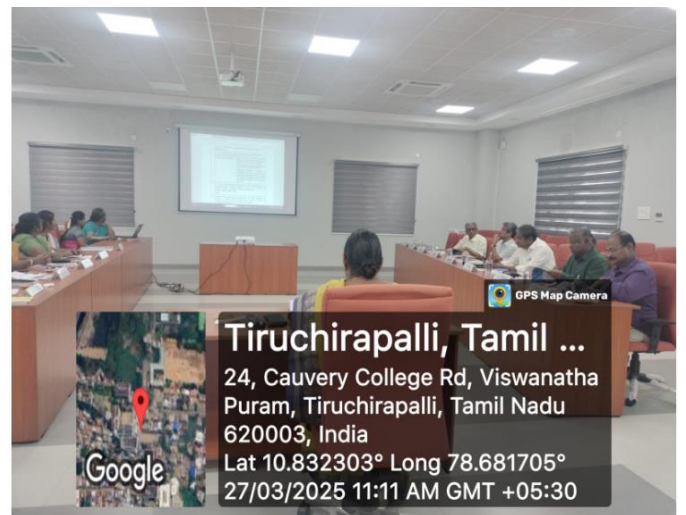 GPS Map Camera
Tiruchirapalli, Tamil ...
24, Cauvery College Rd, Viswanatha
Puram, Tiruchirapalli, Tamil Nadu
620003, India
Lat 10.832303° Long 78.681705°
27/03/2025 11:11 AM GMT +05:30
Google